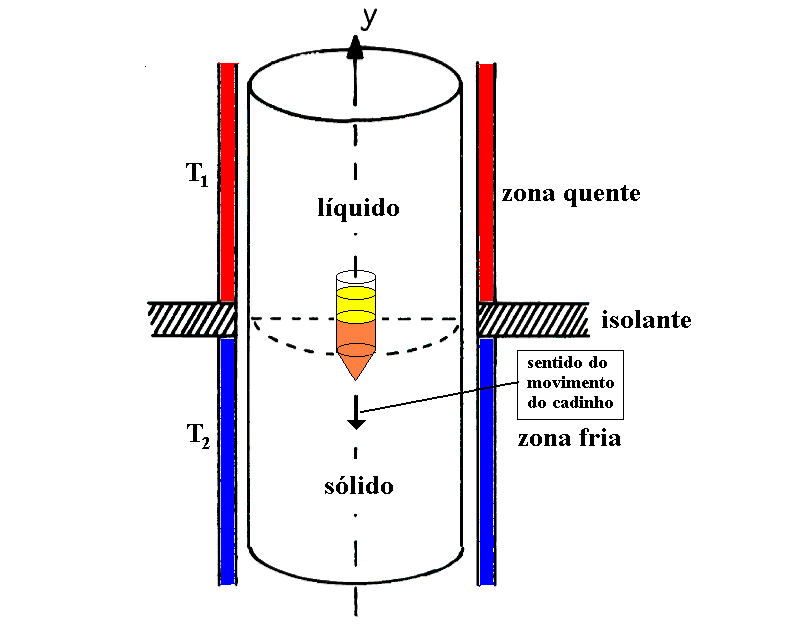 y
T1
líquido
zona quente
isolante
sentido do
movimento
do cadinho
T2
zona fria
sólido